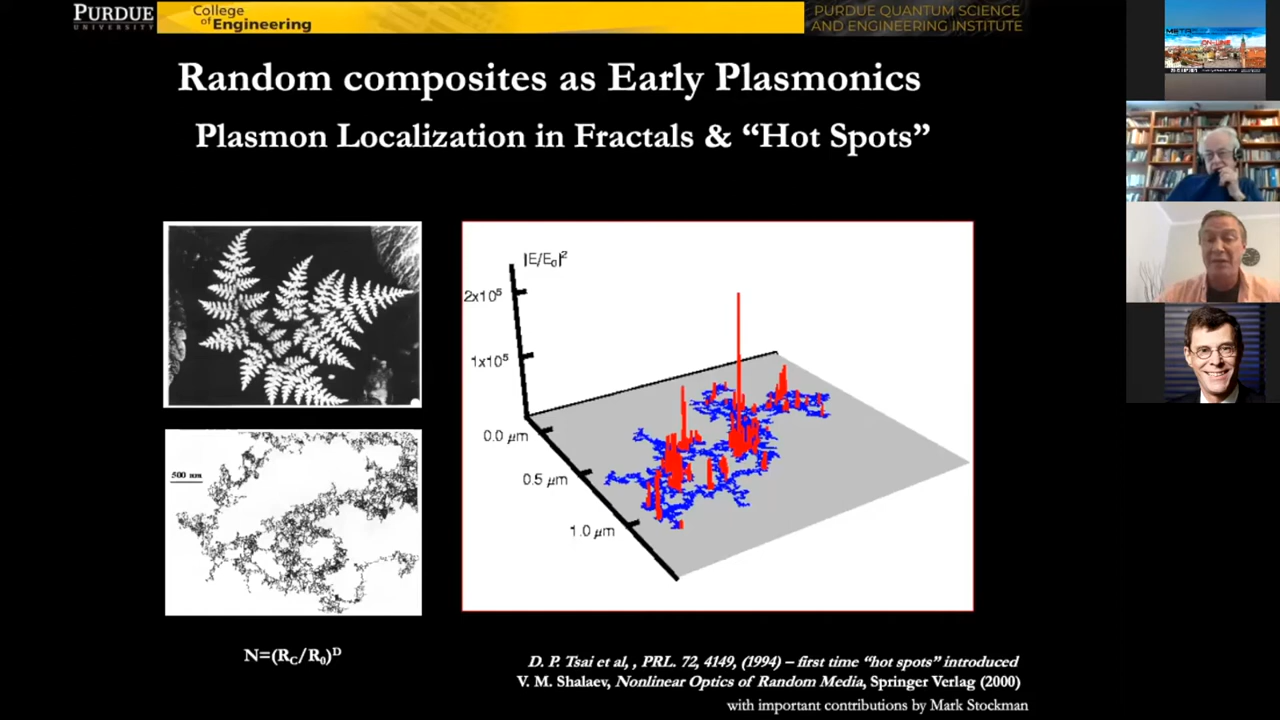 PURDUE
UNIVERSITY
College
of Engineering
PURDUE QUANTUM SCIENCE
AND ENGINEERING INSTITUTE
Random composites as Early Plasmonics
Plasmon Localization in Fractals & “Hot Spots”
|E/E₀|²
2x10⁵
1x10⁵
0.0 μm
0.5 μm
1.0 μm
500 nm
N=(R_C/R₀)ᴰ
D. P. Tsai et al, , PRL. 72, 4149, (1994) – first time “hot spots” introduced
V. M. Shalaev, Nonlinear Optics of Random Media, Springer Verlag (2000)
with important contributions by Mark Stockman
META
ON-LINE